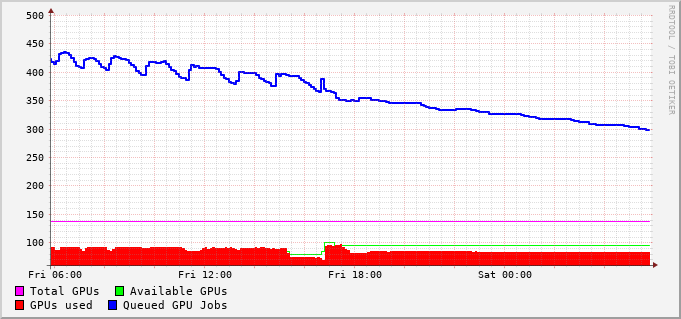 500
450
400
350
300
250
200
150
100
Fri 06:00 Fri 12:00 Fri 18:00 Sat 00:00
Total GPUs Available GPUs
GPUs used Queued GPU Jobs
RRDTOOL / TOBI OETIKER